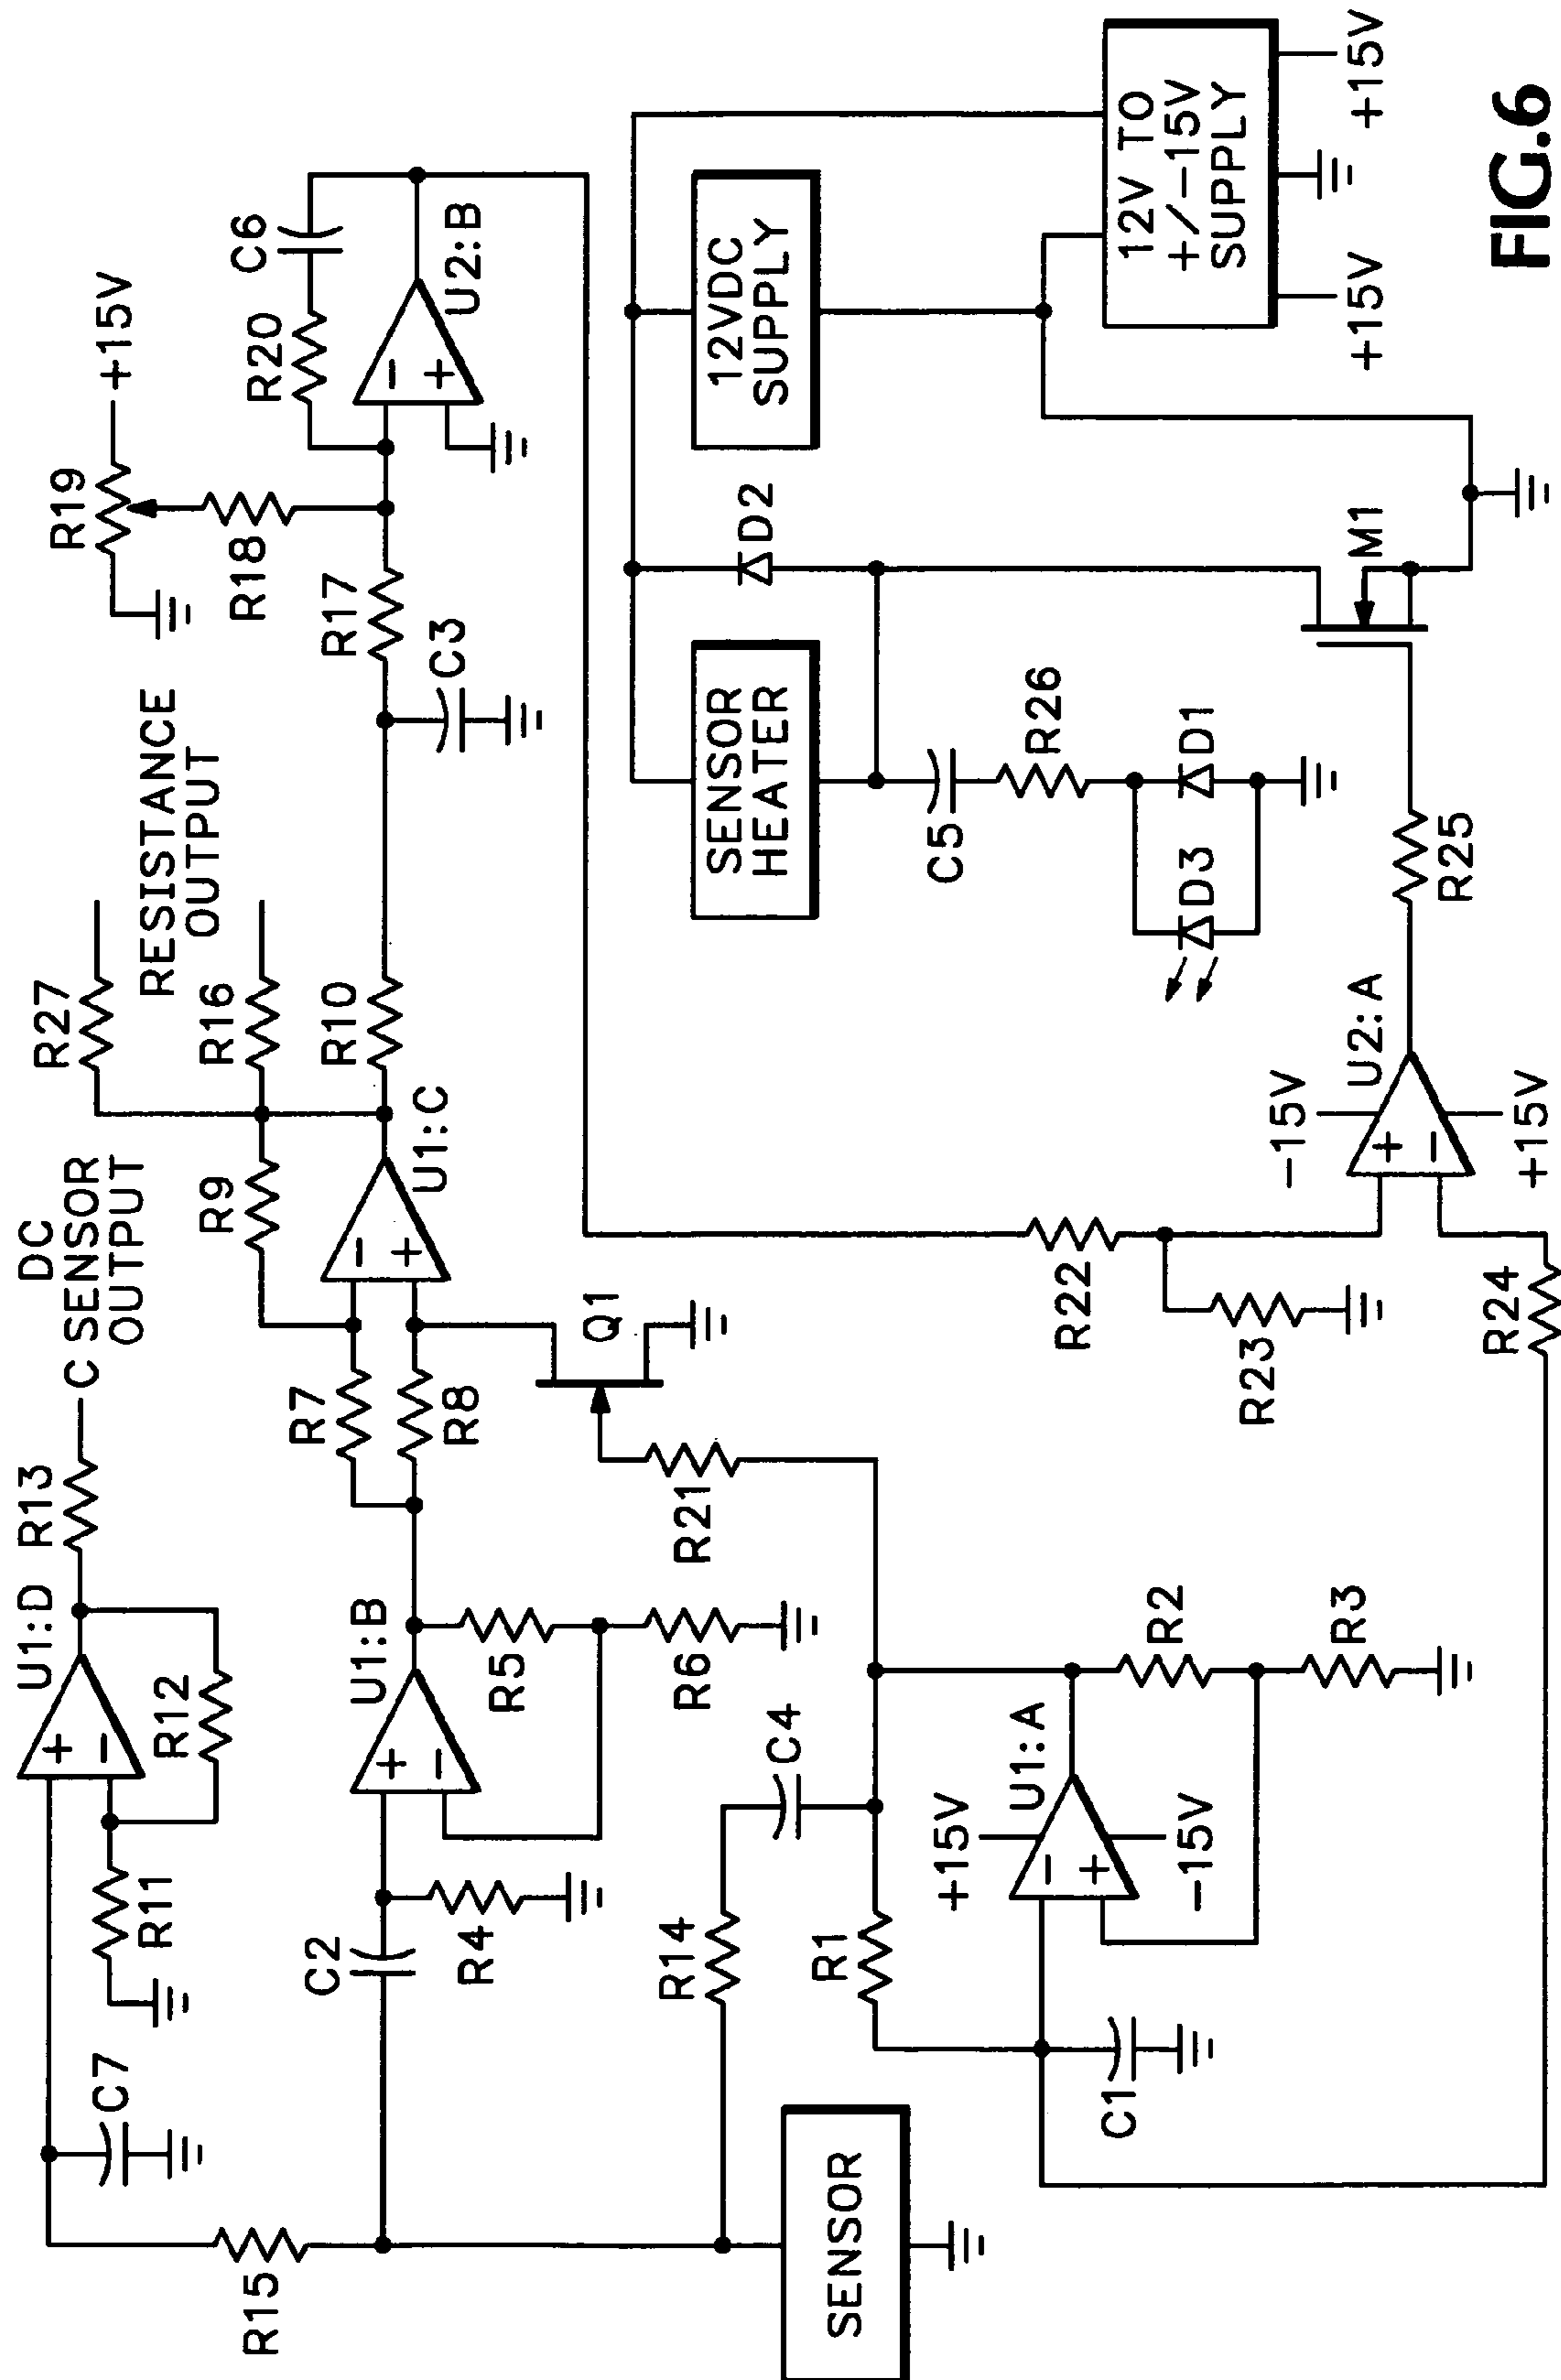 DC
C SENSOR
OUTPUT
RESISTANCE
OUTPUT
R15
C7
R11
R12
U1:D
+
−
R13
C2
R4
U1:B
+
−
R5
R6
R7
R8
R9
U1:C
−
+
R27
R16
R10
Q1
R21
C3
R17
R18
R19
+15V
R20
C6
U2:B
−
+
SENSOR
R14
C4
R1
C1
U1:A
+15V
−
+
−15V
R2
R3
R22
R23
R24
U2:A
−15V
+
−
+15V
R25
M1
SENSOR
HEATER
C5
R26
D3
D1
D2
12VDC
SUPPLY
12V TO
+/−15V
SUPPLY
+15V
+15V
FIG.6